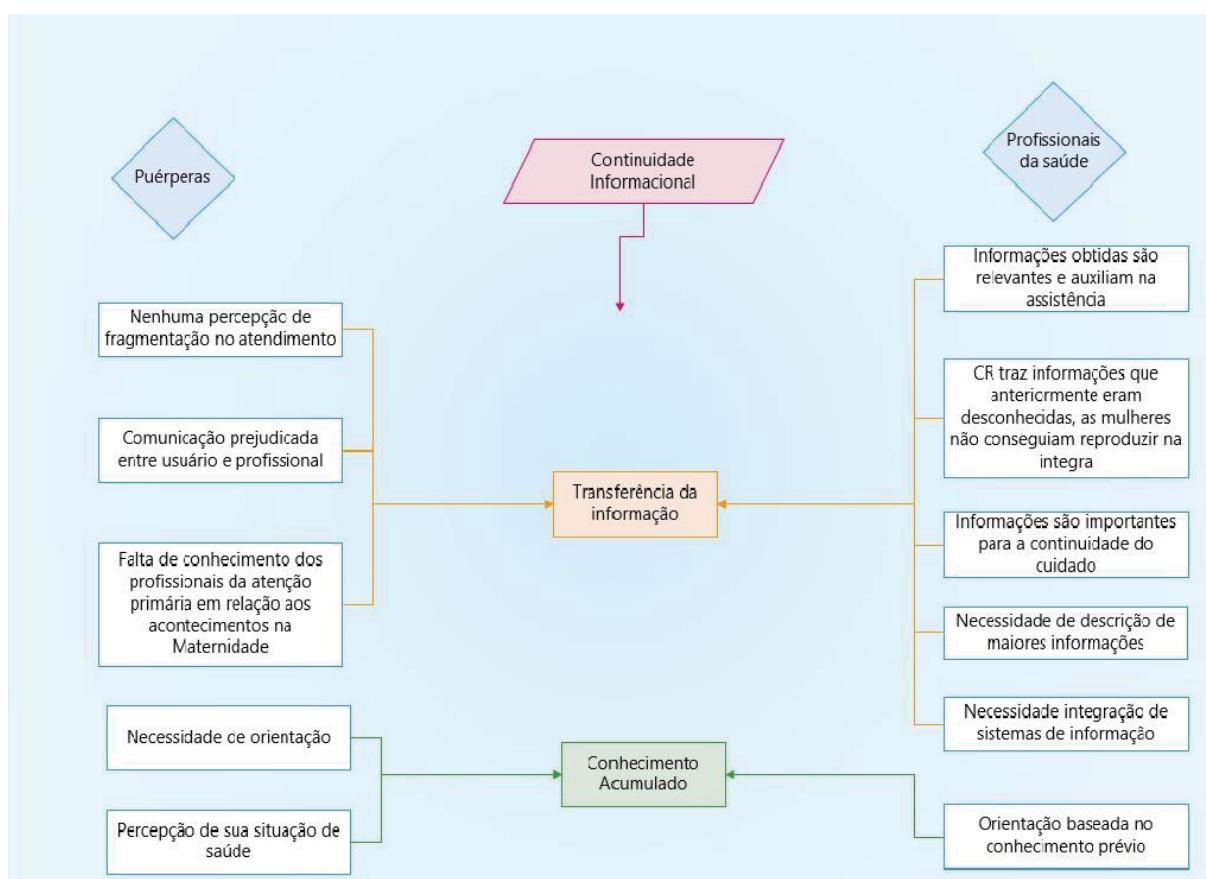 Puérperas
Continuidade
Informacional
Profissionais
da saúde
Nenhuma percepção de
fragmentação no atendimento
Comunicação prejudicada
entre usuário e profissional
Falta de conhecimento dos
profissionais da atenção
primária em relação aos
acontecimentos na
Maternidade
Necessidade de orientação
Percepção de sua situação de
saúde
Transferência da
informação
Conhecimento
Acumulado
Informações obtidas são
relevantes e auxiliam na
assistência
CR traz informações que
anteriormente eram
desconhecidas, as mulheres
não conseguiam reproduzir na
integra
Informações são importantes
para a continuidade do
cuidado
Necessidade de descrição de
maiores informações
Necessidade integração de
sistemas de informação
Orientação baseada no
conhecimento prévio